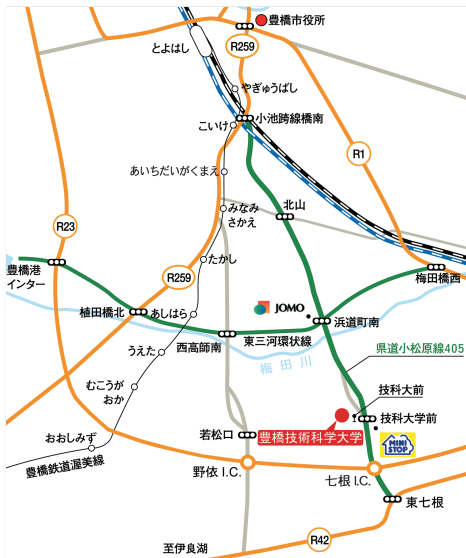 豊橋市役所
とよはし
R259
やぎゅうばし
小池跨線橋南
こいけ
R1
あいちだいがくまえ
北山
みなみ
さかえ
R23
豊橋港
インター
たかし
R259
梅田橋西
植田橋北
あしはら
JOMO
浜道町南
西高師南
東三河環状線
うえた
梅田川
県道小松原線405
むこうが
おか
技科大前
豊橋技術科学大学
技科大学前
MINI
STOP
おおしみず
若松口
豊橋鉄道渥美線
野依 I.C.
七根 I.C.
東七根
R42
至伊良湖